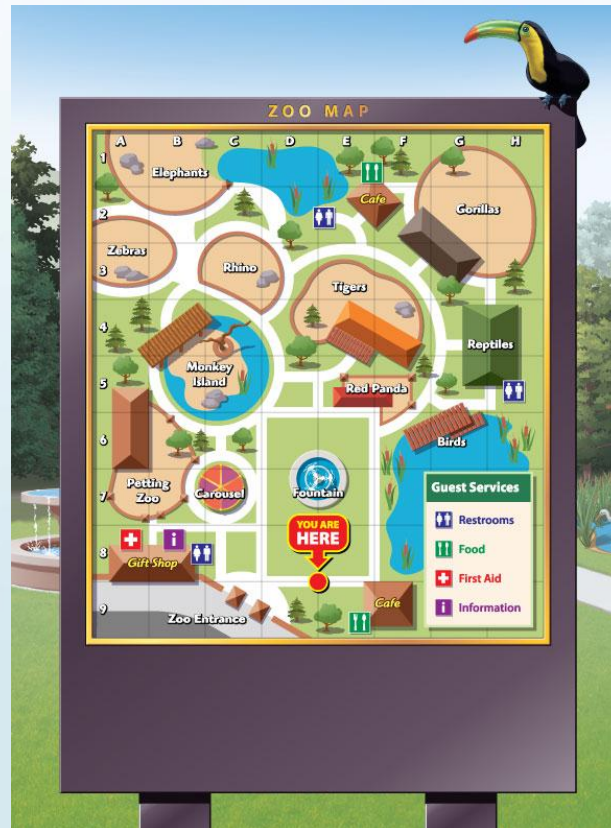 ZOO MAP
A B C D E F G H
1
Elephants
Cafe
2
Gorillas
Zebras
Rhino
3
Tigers
4
Reptiles
Monkey
Island
5
Red Panda
6
Birds
Petting
Zoo
7
Carousel
Fountain
Guest Services
Restrooms
Food
First Aid
Information
YOU ARE
HERE
8
i
Gift Shop
9
Zoo Entrance
Cafe
i